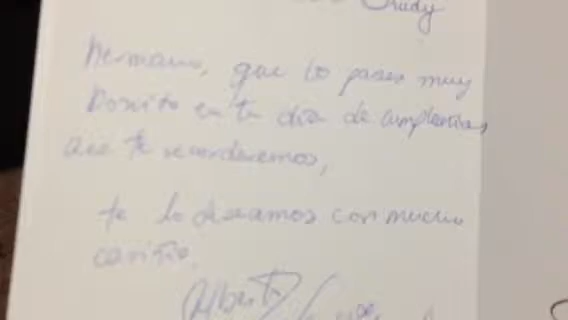 Hermano, que lo pases muy
bonito en tu día de cumpleaños
que te recordaremos,
te lo deseamos con mucho
cariño.
Alberto